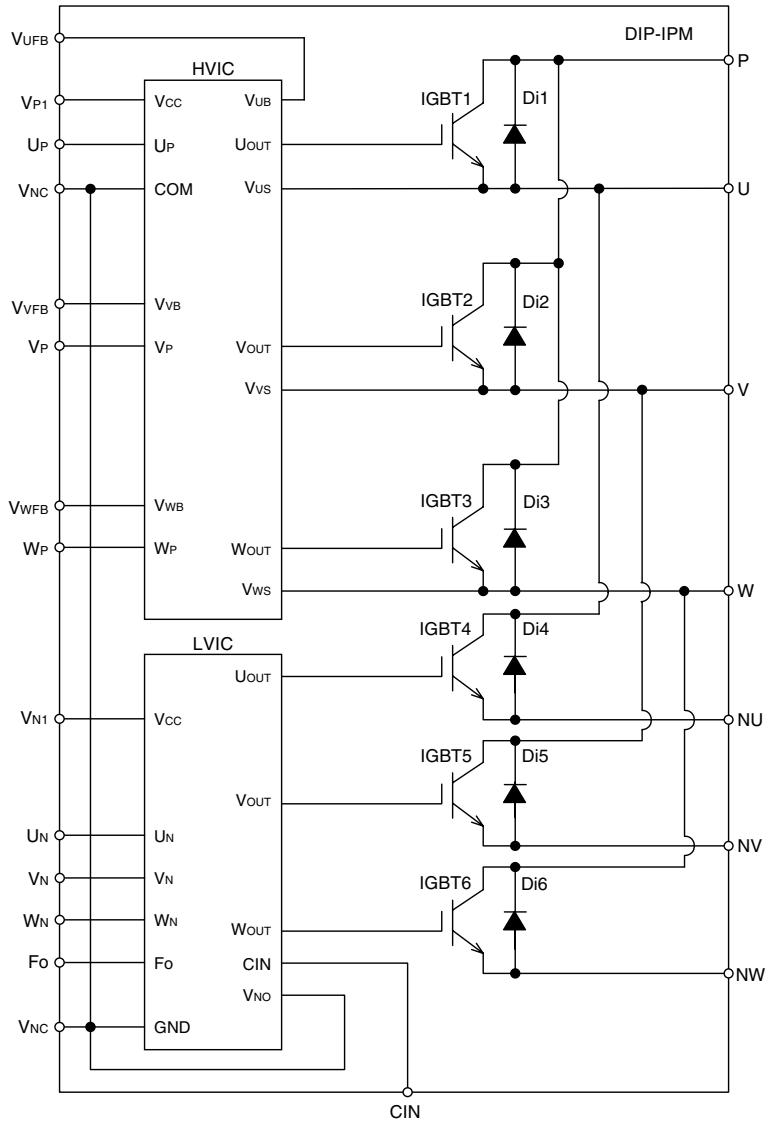 DIP-IPM
VUFB
HVIC
P
IGBT1
Di1
VP1
VCC
VUB
UP
UP
UOUT
VNC
COM
VUS
U
IGBT2
Di2
VVFB
VVB
VP
VP
VOUT
VVS
V
IGBT3
Di3
VWFB
VWB
WP
WP
WOUT
VWS
W
LVIC
IGBT4
Di4
UOUT
VN1
VCC
NU
IGBT5
Di5
VOUT
UN
UN
NV
VN
VN
IGBT6
Di6
WN
WN
WOUT
Fo
Fo
CIN
NW
VNO
VNC
GND
CIN